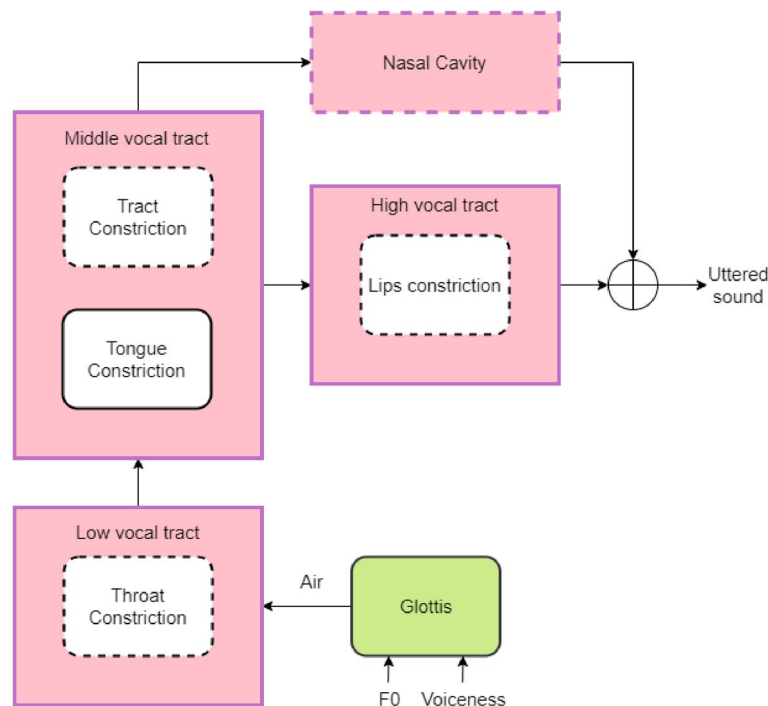 Nasal Cavity
Middle vocal tract
Tract
Constriction
Tongue
Constriction
High vocal tract
Lips constriction
Uttered
sound
Low vocal tract
Throat
Constriction
Air
Glottis
F0
Voiceness